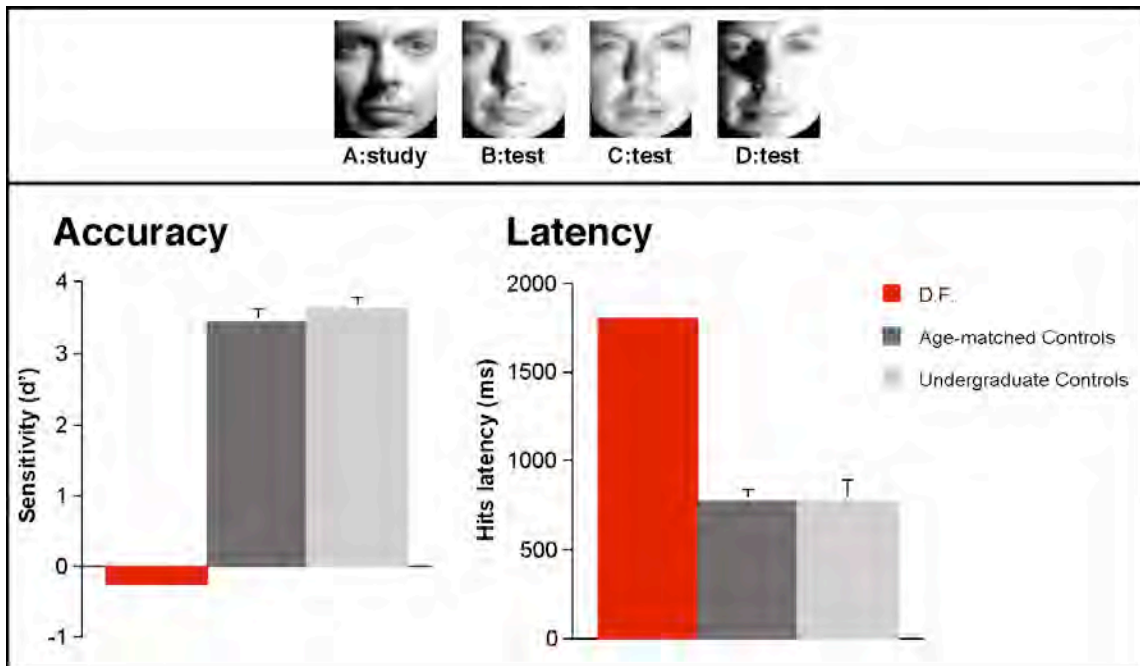 A:study B:test C:test D:test
Accuracy
Sensitivity (d')
4
3
2
1
0
-1
Latency
Hits latency (ms)
2000
1500
1000
500
0
D.F.
Age-matched Controls
Undergraduate Controls